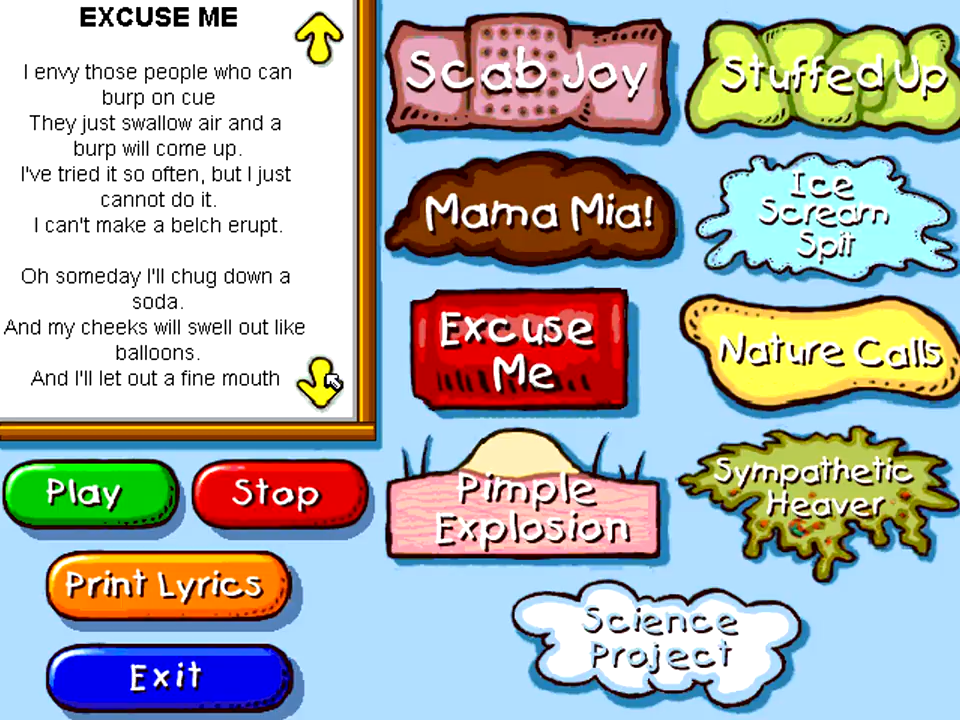 EXCUSE ME
I envy those people who can
burp on cue
They just swallow air and a
burp will come up.
I've tried it so often, but I just
cannot do it.
I can't make a belch erupt.
Oh someday I'll chug down a
soda.
And my cheeks will swell out like
balloons.
And I'll let out a fine mouth
Play
Stop
Print Lyrics
Exit
Scab Joy
Stuffed Up
Mama Mia!
Ice
Scream
Spit
Excuse
Me
Nature Calls
Pimple
Explosion
Sympathetic
Heaver
Science
Project